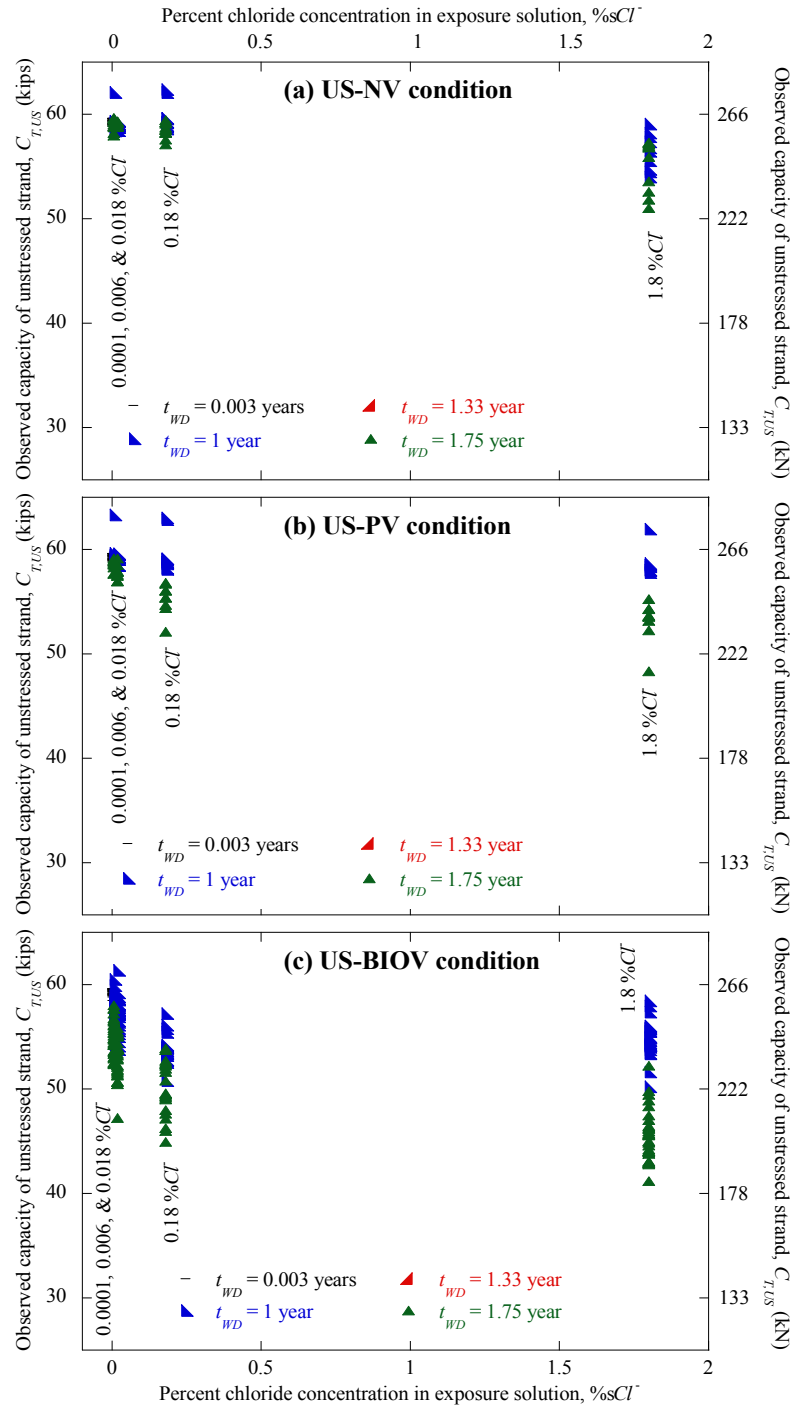 Percent chloride concentration in exposure solution, %sCl⁻
0 0.5 1 1.5 2
(a) US-NV condition
Observed capacity of unstressed strand, C_T,US (kips)
60
50
40
30
0.0001, 0.006, & 0.018 %Cl⁻
0.18 %Cl⁻
1.8 %Cl⁻
t_WD = 0.003 years
t_WD = 1.33 year
t_WD = 1 year
t_WD = 1.75 year
266
222
178
133
Observed capacity of unstressed strand, C_T,US (kN)
(b) US-PV condition
Observed capacity of unstressed strand, C_T,US (kips)
60
50
40
30
0.0001, 0.006, & 0.018 %Cl⁻
0.18 %Cl⁻
1.8 %Cl⁻
t_WD = 0.003 years
t_WD = 1.33 year
t_WD = 1 year
t_WD = 1.75 year
266
222
178
133
Observed capacity of unstressed strand, C_T,US (kN)
(c) US-BIOV condition
Observed capacity of unstressed strand, C_T,US (kips)
60
50
40
30
0.0001, 0.006, & 0.018 %Cl⁻
0.18 %Cl⁻
1.8 %Cl⁻
t_WD = 0.003 years
t_WD = 1.33 year
t_WD = 1 year
t_WD = 1.75 year
266
222
178
133
Observed capacity of unstressed strand, C_T,US (kN)
0 0.5 1 1.5 2
Percent chloride concentration in exposure solution, %sCl⁻